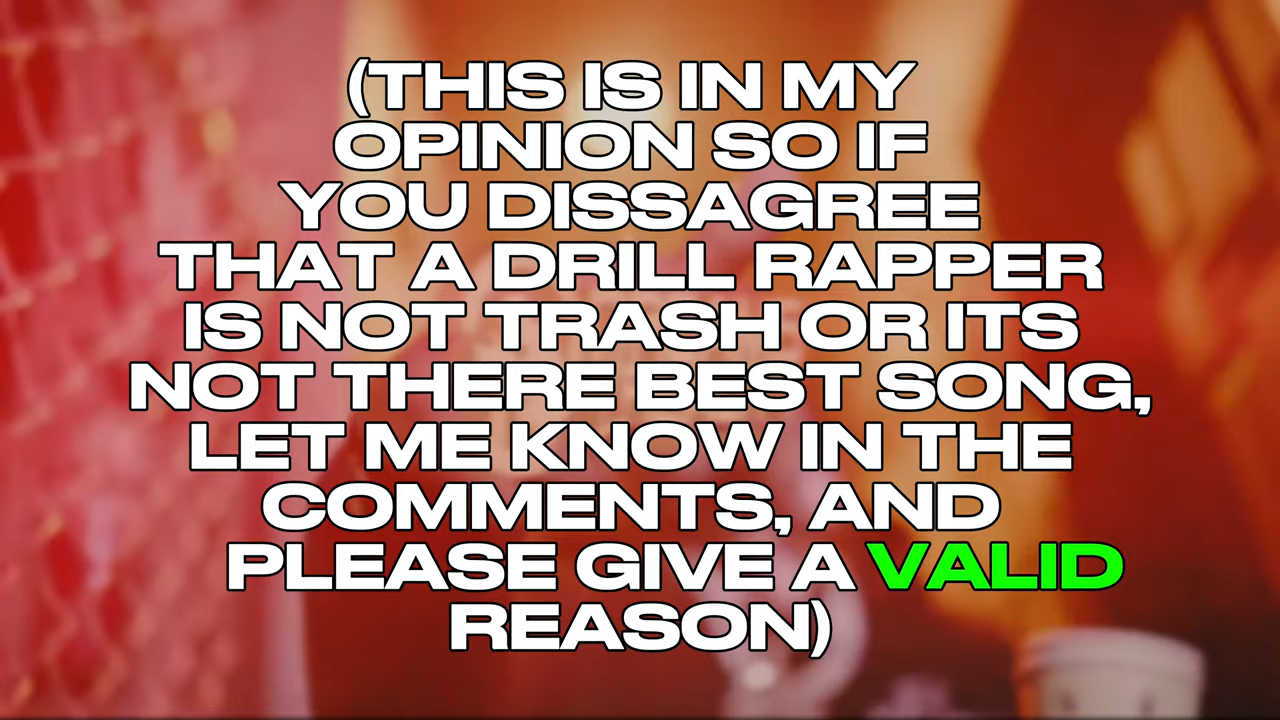 (THIS IS IN MY
OPINION SO IF
YOU DISSAGREE
THAT A DRILL RAPPER
IS NOT TRASH OR ITS
NOT THERE BEST SONG,
LET ME KNOW IN THE
COMMENTS, AND
PLEASE GIVE A VALID
REASON)